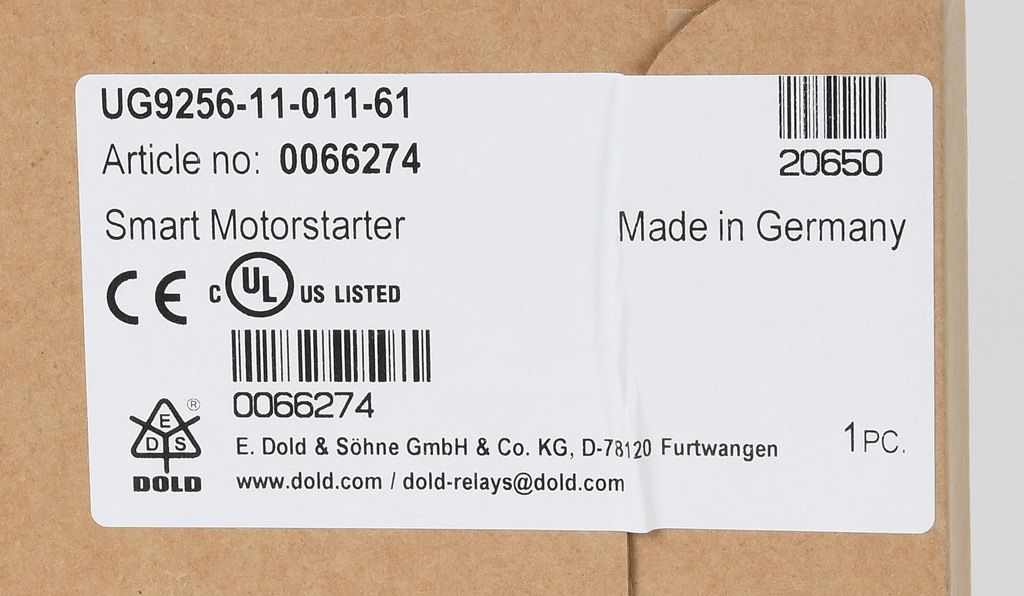 UG9256-11-011-61
20650
Article no: 0066274
Smart Motorstarter
Made in Germany
CE
C UL US LISTED
0066274
® E D S
DOLD
E. Dold & Söhne GmbH & Co. KG, D-78120 Furtwangen
1PC.
www.dold.com / dold-relays@dold.com